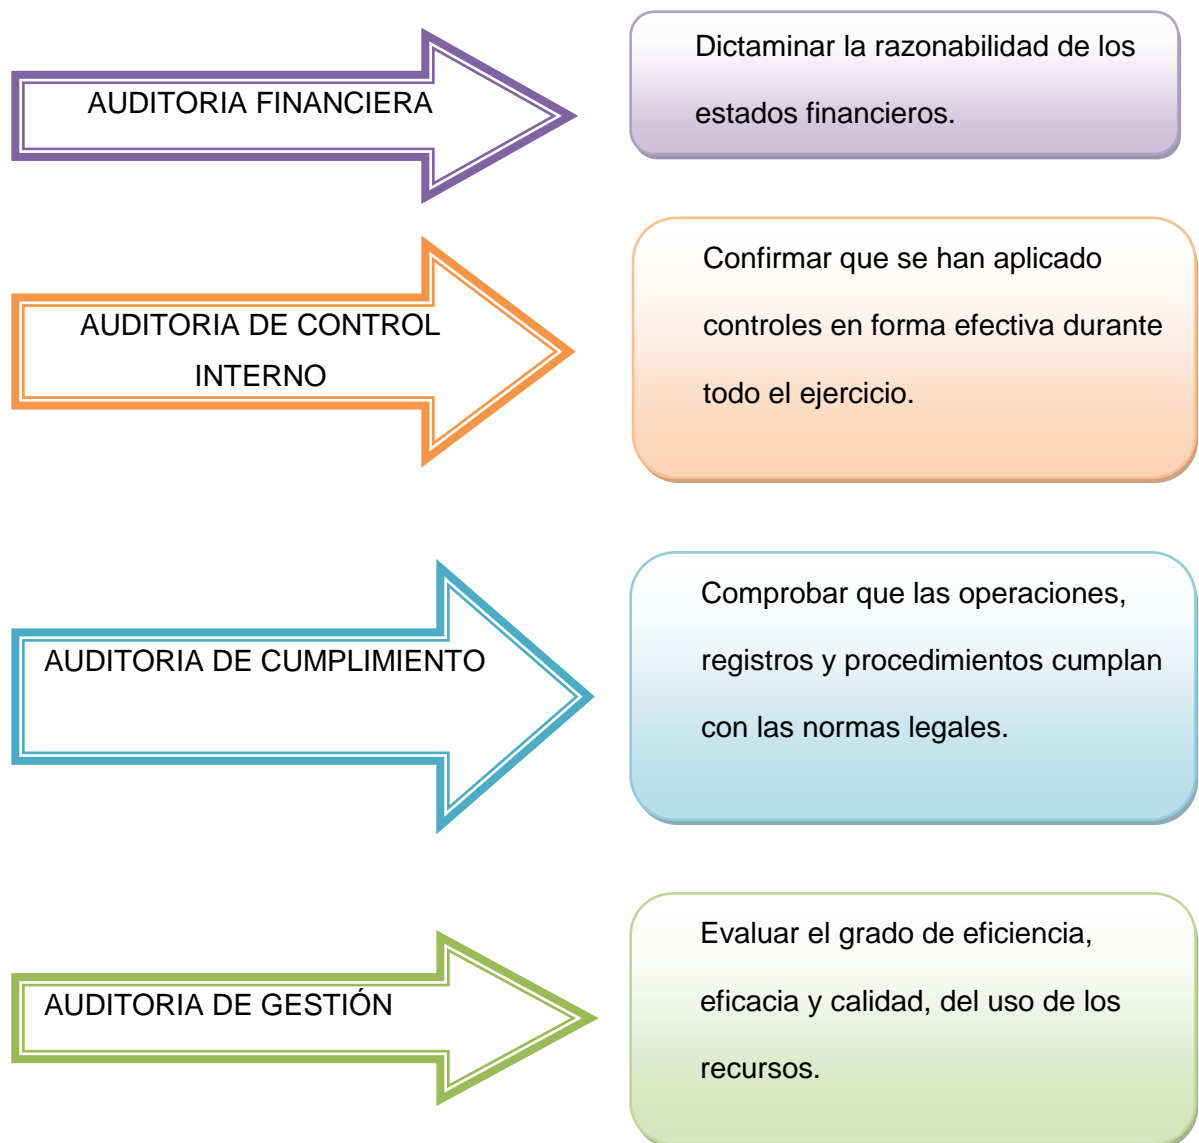 AUDITORIA FINANCIERA
Dictaminar la razonabilidad de los
estados financieros.
AUDITORIA DE CONTROL
INTERNO
Confirmar que se han aplicado
controles en forma efectiva durante
todo el ejercicio.
AUDITORIA DE CUMPLIMIENTO
Comprobar que las operaciones,
registros y procedimientos cumplan
con las normas legales.
AUDITORIA DE GESTIÓN
Evaluar el grado de eficiencia,
eficacia y calidad, del uso de los
recursos.